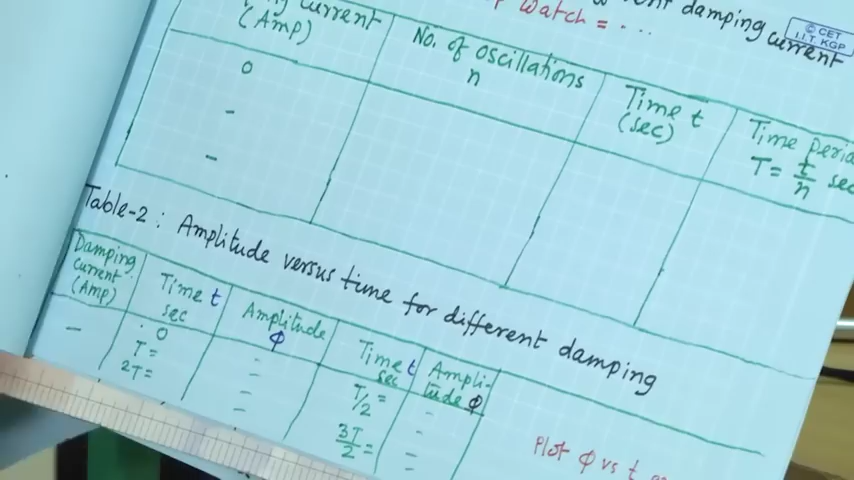 damping current
Watch = ...
© CET
I.I.T. KGP
current
(Amp)
No. of oscillations
n
Time t
(sec)
Time
T = t/n sec
0
-
-
Table-2: Amplitude versus time for different damping
Damping
current
(Amp)
Time t
sec
Amplitude
Φ
Time t
sec
Ampli-
tude Φ
-
0
-
T/2 =
-
T =
-
3T/2 =
-
2T =
-
-
Plot Φ vs t